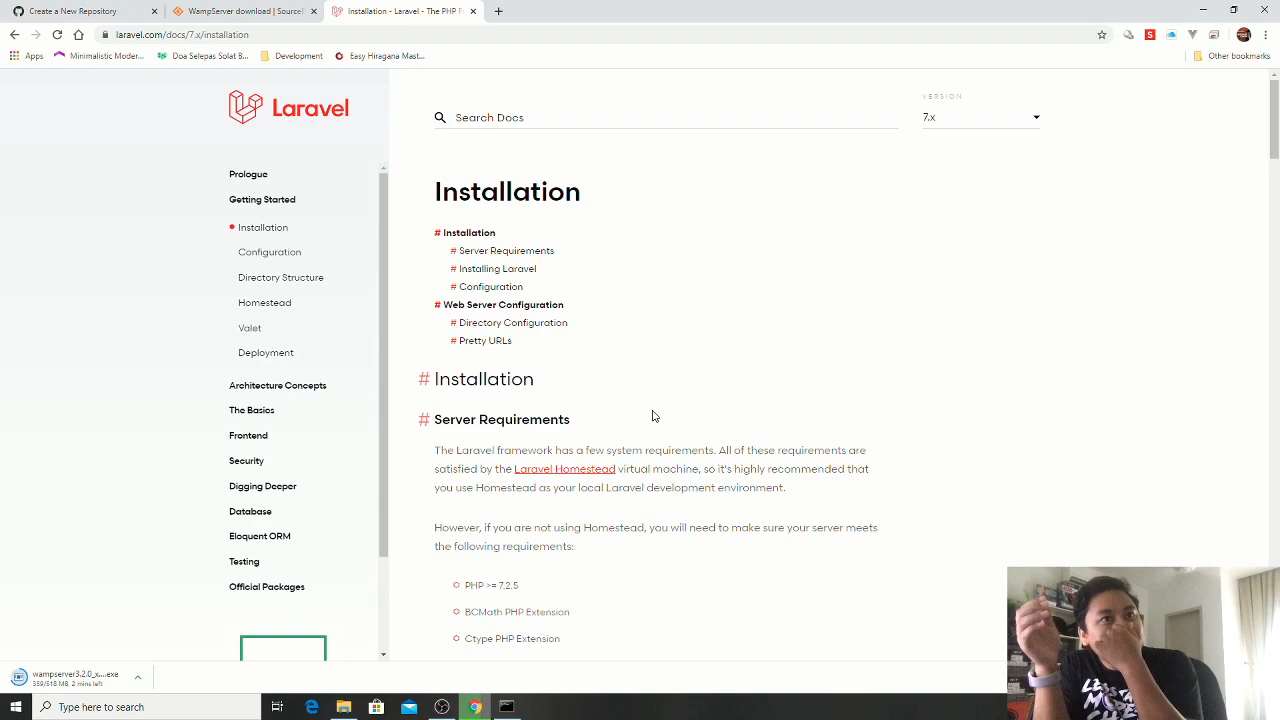 Create a New Repository
WampServer download | Source
Installation - Laravel - The PHP F
laravel.com/docs/7.x/installation
Apps
Minimalistic Moder...
Doa Selepas Solat B...
Development
Easy Hiragana Mast...
Other bookmarks
Laravel
Search Docs
VERSION
7.x
Prologue
Getting Started
Installation
Configuration
Directory Structure
Homestead
Valet
Deployment
Architecture Concepts
The Basics
Frontend
Security
Digging Deeper
Database
Eloquent ORM
Testing
Official Packages
Installation
# Installation
# Server Requirements
# Installing Laravel
# Configuration
# Web Server Configuration
# Directory Configuration
# Pretty URLs
# Installation
# Server Requirements
The Laravel framework has a few system requirements. All of these requirements are
satisfied by the Laravel Homestead virtual machine, so it's highly recommended that
you use Homestead as your local Laravel development environment.
However, if you are not using Homestead, you will need to make sure your server meets
the following requirements:
PHP >= 7.2.5
BCMath PHP Extension
Ctype PHP Extension
wampserver3.2.0_x....exe
359/518 MB, 2 mins left
Type here to search